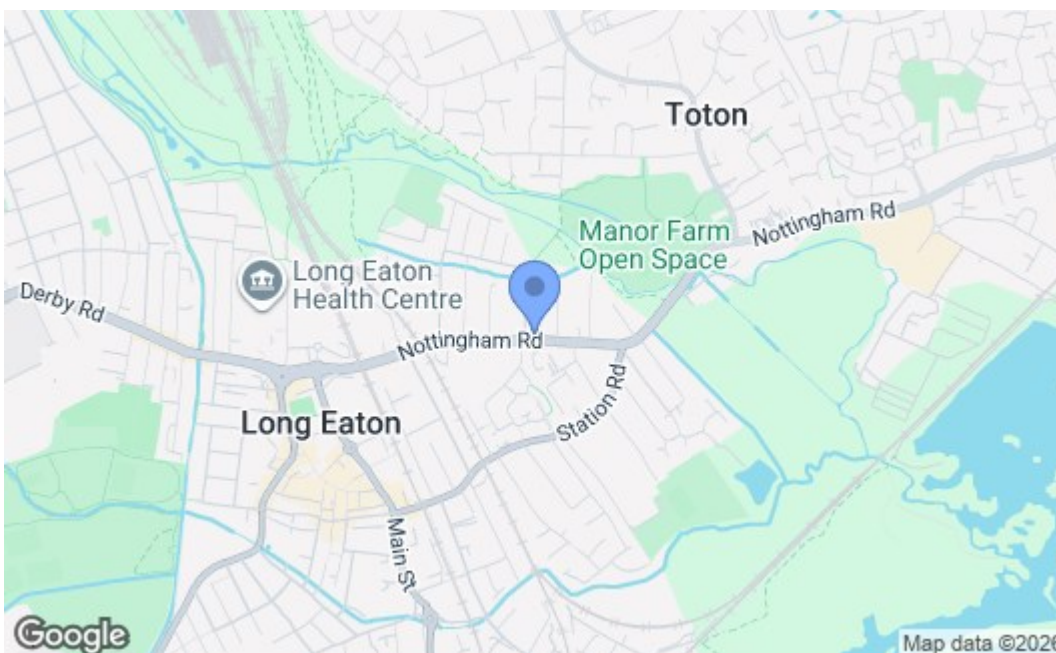 Toton
Manor Farm
Open Space
Nottingham Rd
Long Eaton
Health Centre
Derby Rd
Nottingham Rd
Long Eaton
Station Rd
Main St
Google
Map data ©2026